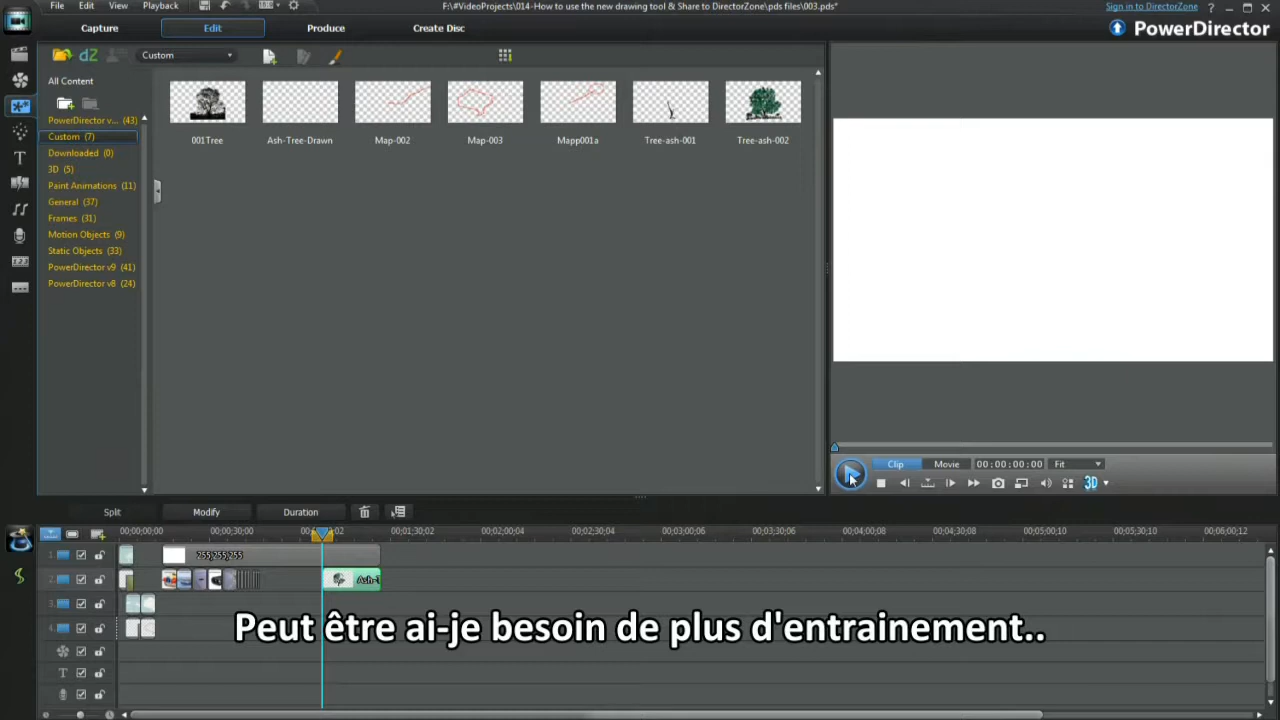 File Edit View Playback F:\#VideoProjects\014-How to use the new drawing tool & Share to DirectorZone\pds files\003.pds* Sign in to DirectorZone ?
Capture Edit Produce Create Disc PowerDirector
dZ Custom
All Content
PowerDirector v... (43)
Custom (7)
Downloaded (0)
3D (5)
Paint Animations (11)
General (37)
Frames (31)
Motion Objects (9)
Static Objects (33)
PowerDirector v9 (41)
PowerDirector v8 (24)
001Tree Ash-Tree-Drawn Map-002 Map-003 Mapp001a Tree-ash-001 Tree-ash-002
Clip Movie 00;00;00;00 Fit
3D
Split Modify Duration
00;00;00;00 00;00;30;00 00;01;30;02 00;02;00;04 00;02;30;04 00;03;00;06 00;03;30;06 00;04;00;08 00;04;30;08 00;05;00;10 00;05;30;10 00;06;00;12
1. 255;255;255
2. Ash-T
3.
4.
T
Peut être ai-je besoin de plus d'entrainement..